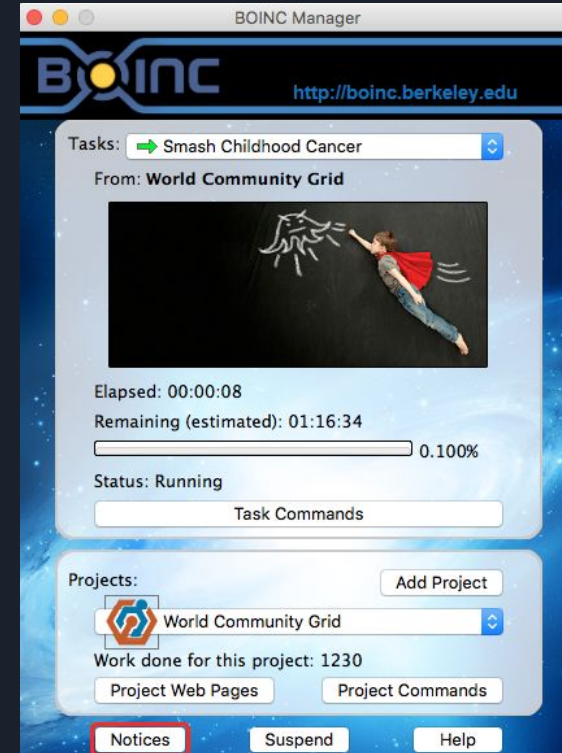 BOINC Manager
BOINC
http://boinc.berkeley.edu
Tasks: Smash Childhood Cancer
From: World Community Grid
Elapsed: 00:00:08
Remaining (estimated): 01:16:34
0.100%
Status: Running
Task Commands
Projects:
Add Project
World Community Grid
Work done for this project: 1230
Project Web Pages Project Commands
Notices Suspend Help